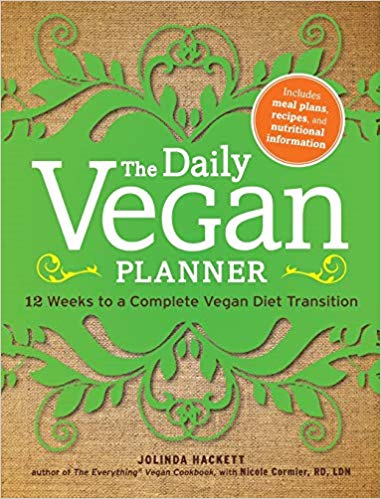 Includes
meal plans,
recipes, and
nutritional
information
The Daily
Vegan
PLANNER
12 Weeks to a Complete Vegan Diet Transition
JOLINDA HACKETT
author of The Everything® Vegan Cookbook, with Nicole Cormier, RD, LDN